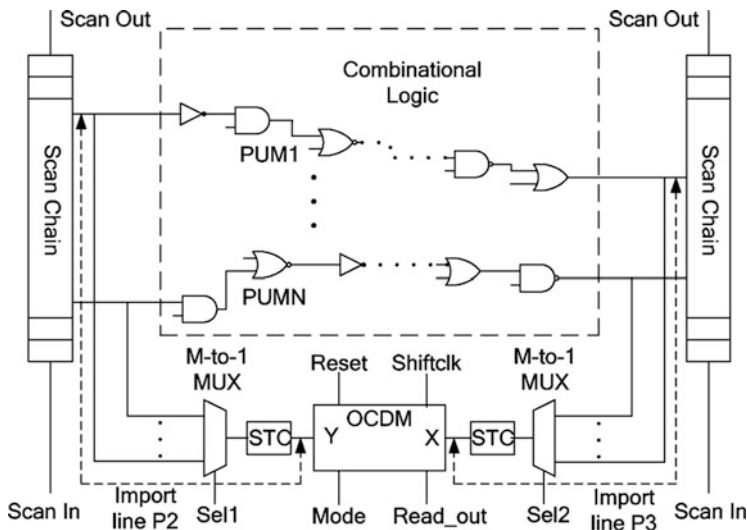 Scan Out
Scan Out
Combinational
Logic
Scan Chain
Scan Chain
PUM1
PUMN
M-to-1
MUX
Reset
Shiftclk
M-to-1
MUX
OCDM
STC
Y
X
STC
Scan In
Import
line P2
Sel1
Mode
Read_out
Sel2
Import
line P3
Scan In